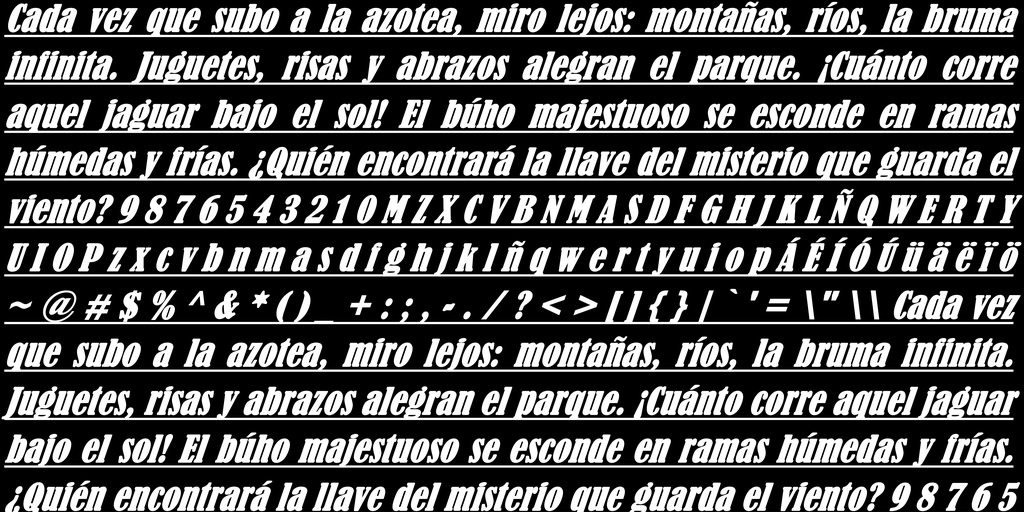 Cada vez que subo a la azotea, miro lejos: montañas, ríos, la bruma
infinita. Juguetes, risas y abrazos alegran el parque. ¡Cuánto corre
aquel jaguar bajo el sol! El búho majestuoso se esconde en ramas
húmedas y frías. ¿Quién encontrará la llave del misterio que guarda el
viento? 9 8 7 6 5 4 3 2 1 0 M Z X C V B N M A S D F G H J K L Ñ Q W E R T Y
U I O P z x c v b n m a s d f g h j k l ñ q w e r t y u i o p Á É Í Ó Ú ü ä ë ï ö
~ @ # $ % ^ & * ( ) _ + : ; , - . / ? < > [ ] { } | ` ' = \ " \ \ Cada vez
que subo a la azotea, miro lejos: montañas, ríos, la bruma infinita.
Juguetes, risas y abrazos alegran el parque. ¡Cuánto corre aquel jaguar
bajo el sol! El búho majestuoso se esconde en ramas húmedas y frías.
¿Quién encontrará la llave del misterio que guarda el viento? 9 8 7 6 5